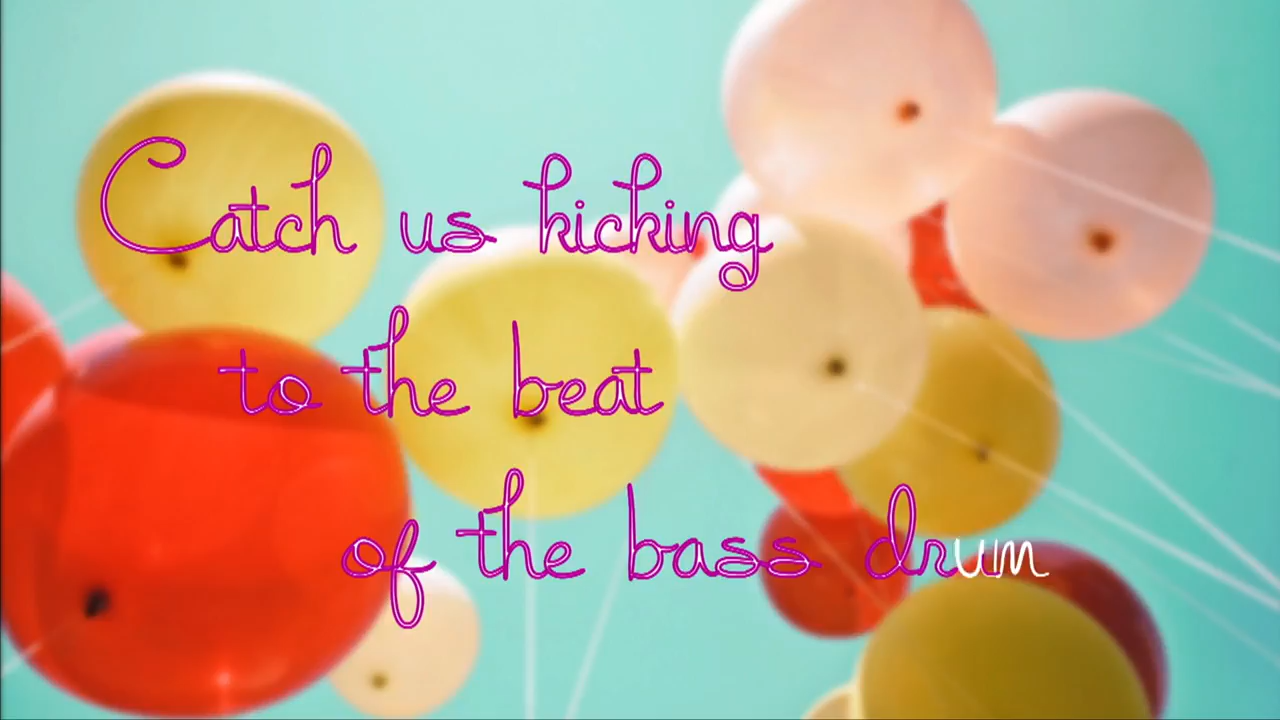 Catch us kicking
to the beat
of the bass drum